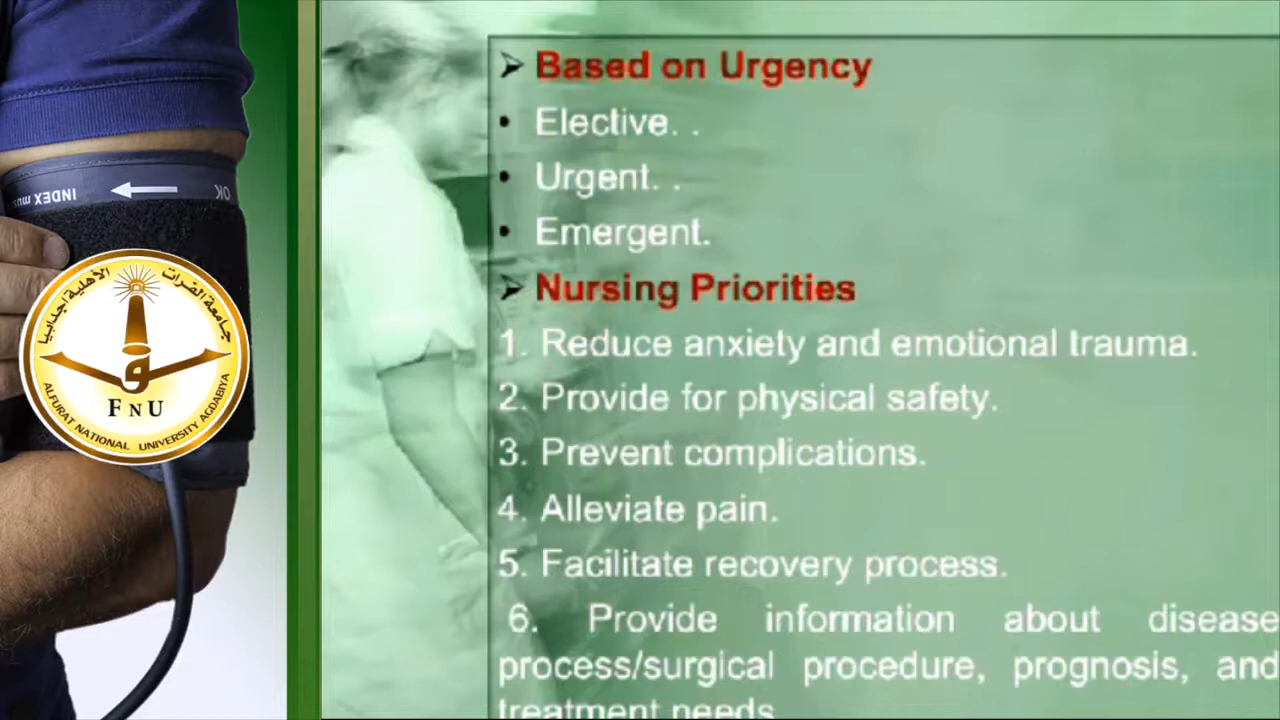 ➢ Based on Urgency
• Elective. .
• Urgent. .
• Emergent.
➢ Nursing Priorities
1. Reduce anxiety and emotional trauma.
2. Provide for physical safety.
3. Prevent complications.
4. Alleviate pain.
5. Facilitate recovery process.
6. Provide information about disease
process/surgical procedure, prognosis, and
treatment needs
INDEX
OK
جامعة الفرات الأهلية اجدابيا
FNU
ALFURAT NATIONAL UNIVERSITY AGDABIYA